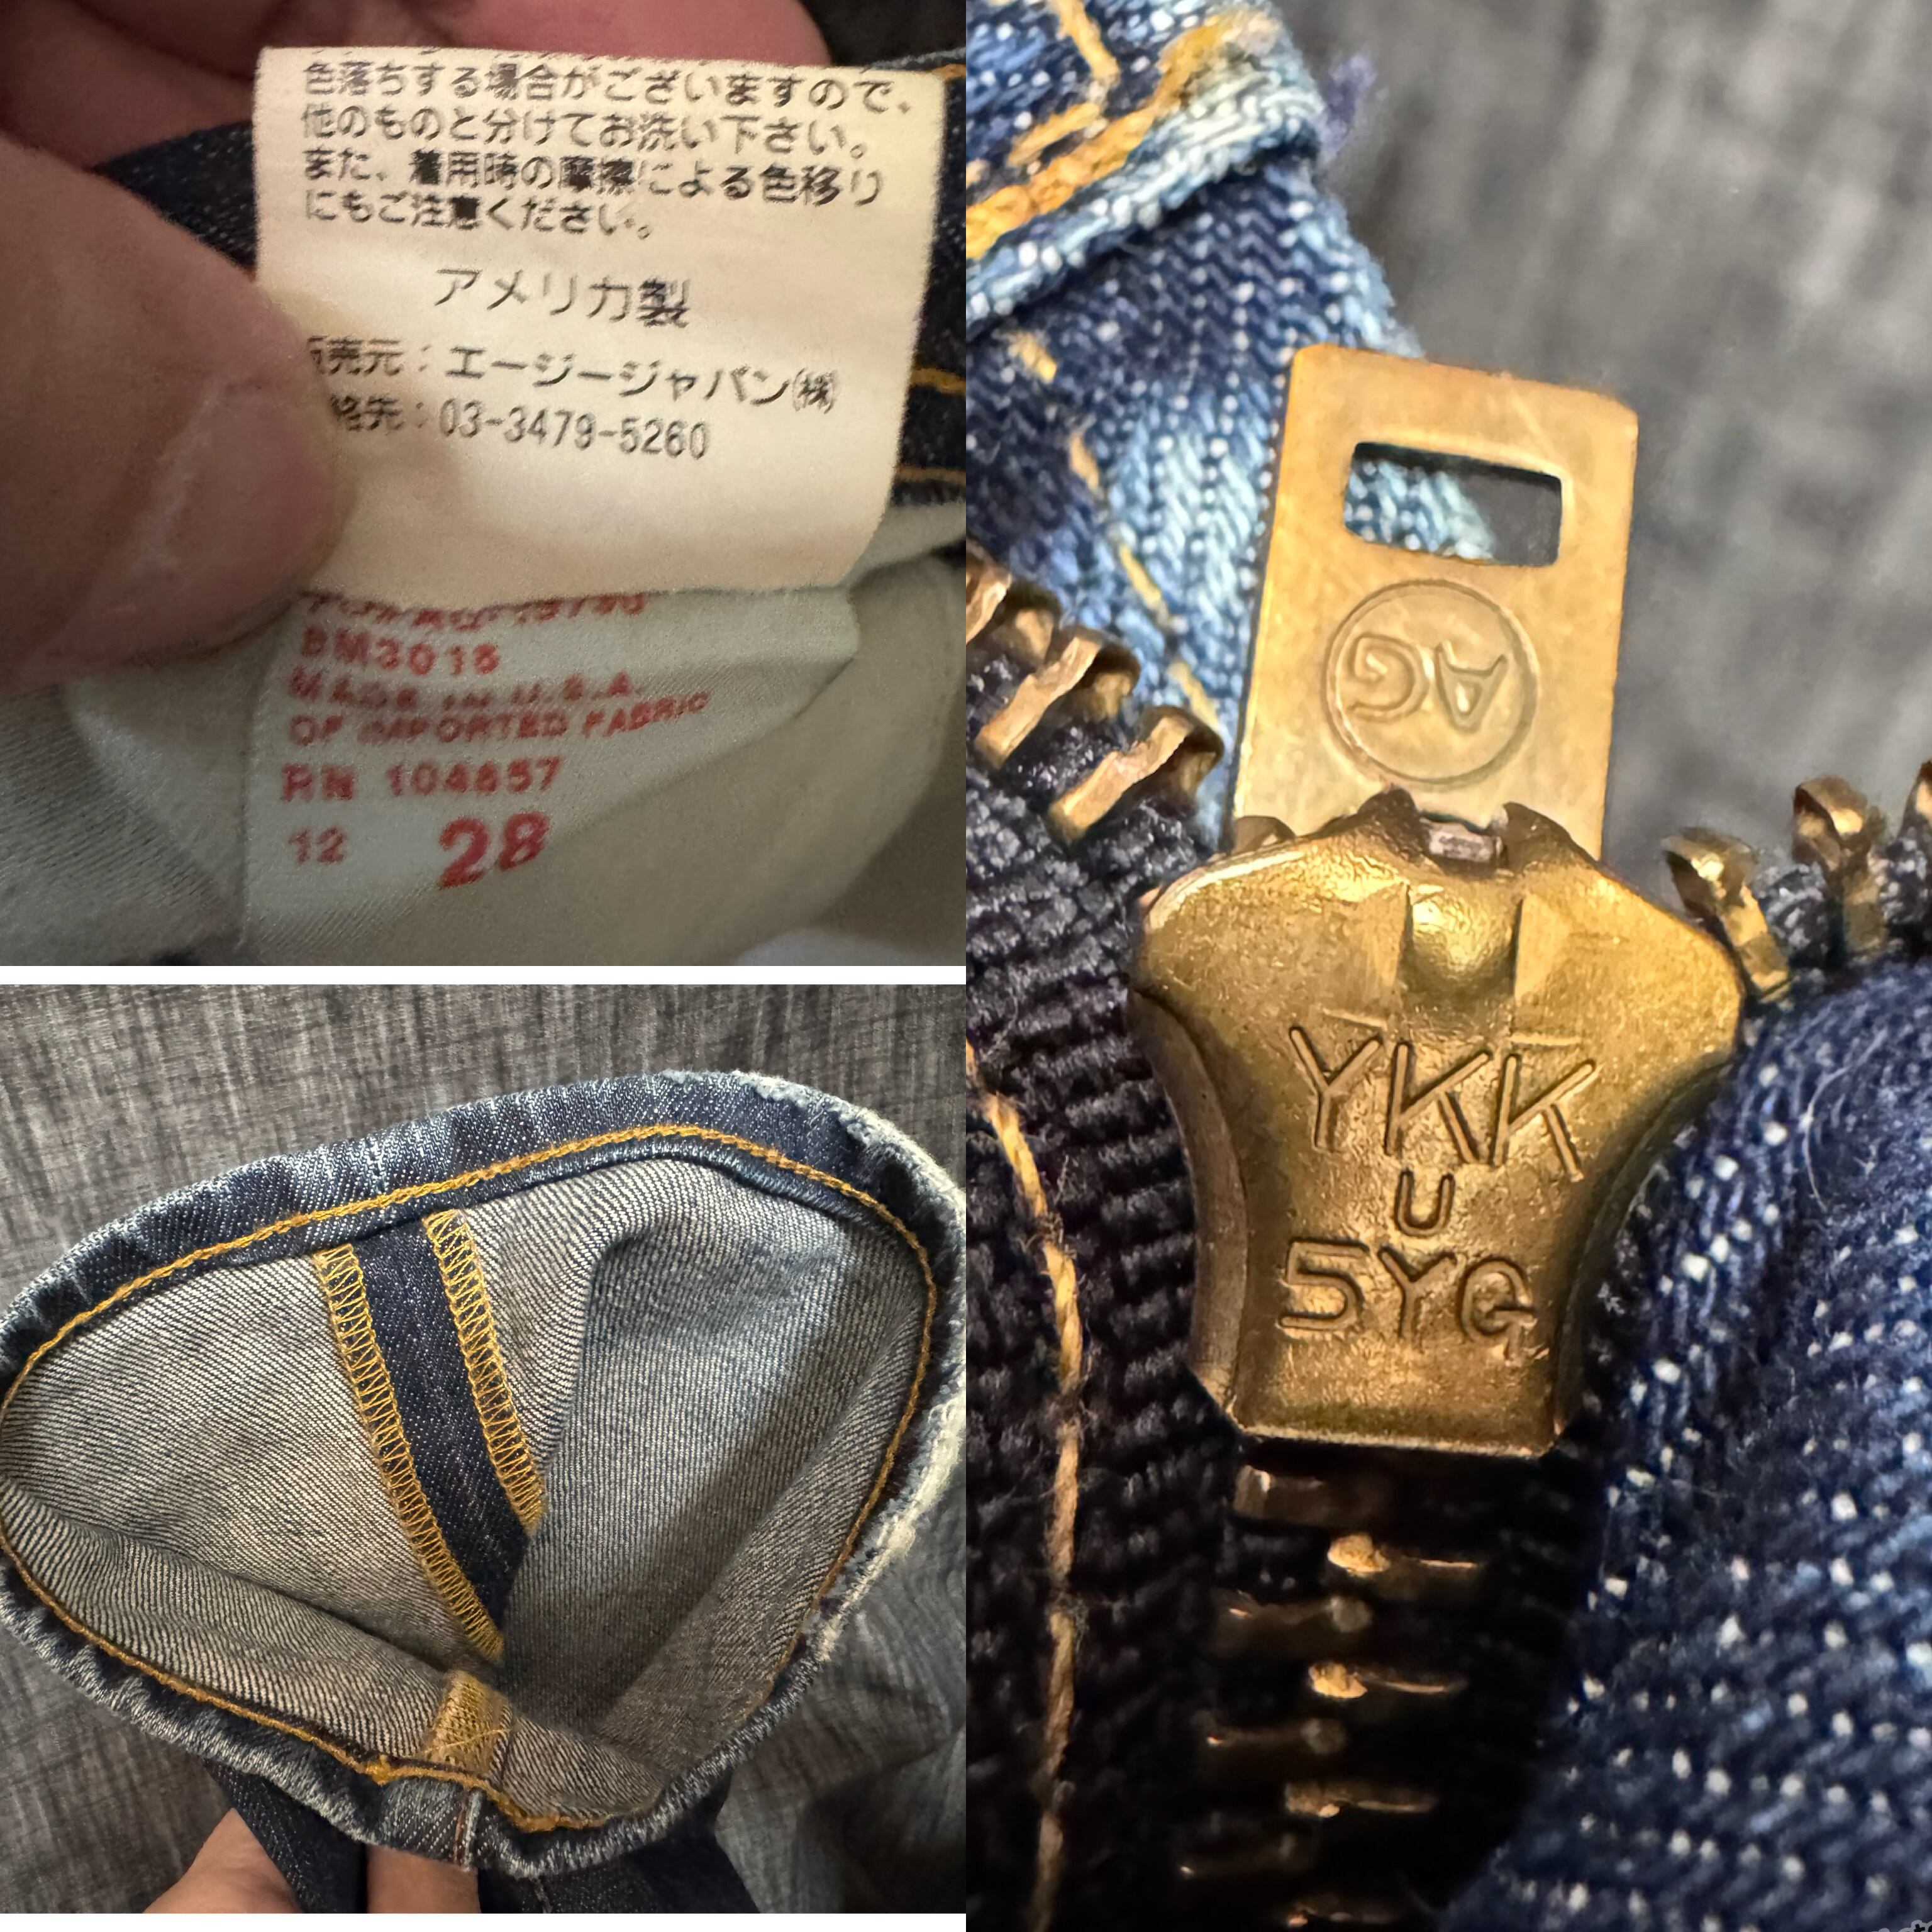 色落ちする場合がございますので、
他のものと分けてお洗い下さい。
また、着用時の摩擦による色移り
にもご注意ください。
アメリカ製
売元：エージージャパン㈱
絡先：03-3479-5260
MADE IN U.S.A.
OF IMPORTED FABRIC
RN 104657
12 28
AG
YKK
U
5YG